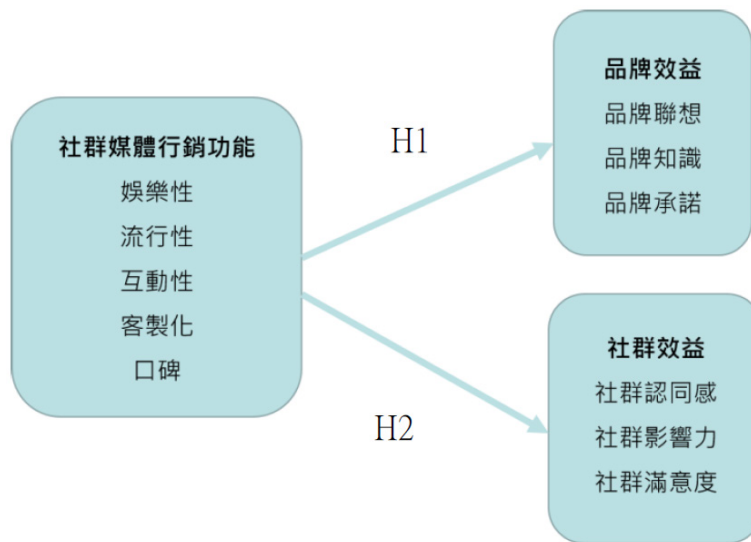 社群媒體行銷功能
娛樂性
流行性
互動性
客製化
口碑
H1
H2
品牌效益
品牌聯想
品牌知識
品牌承諾
社群效益
社群認同感
社群影響力
社群滿意度